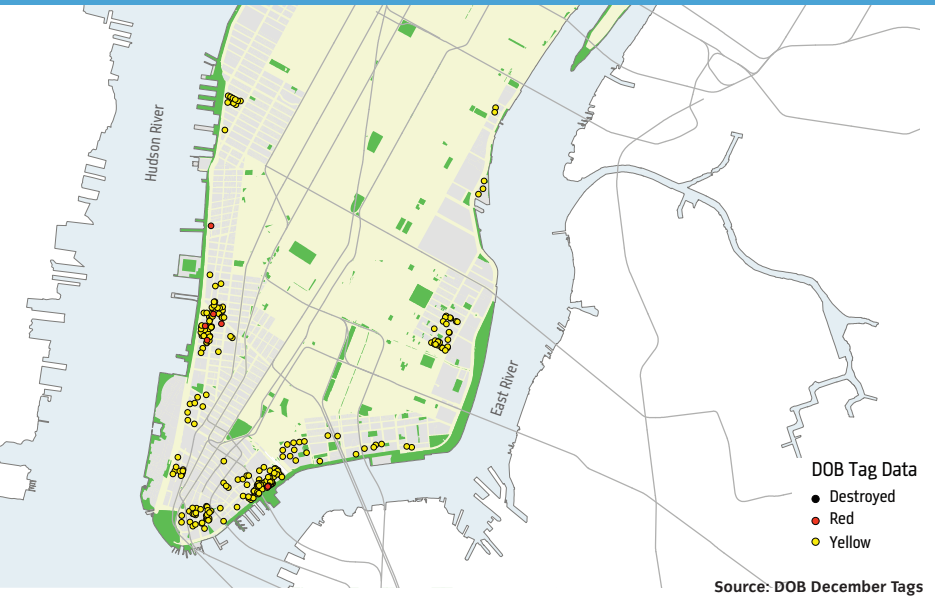 Hudson River
East River
DOB Tag Data
Destroyed
Red
Yellow
Source: DOB December Tags